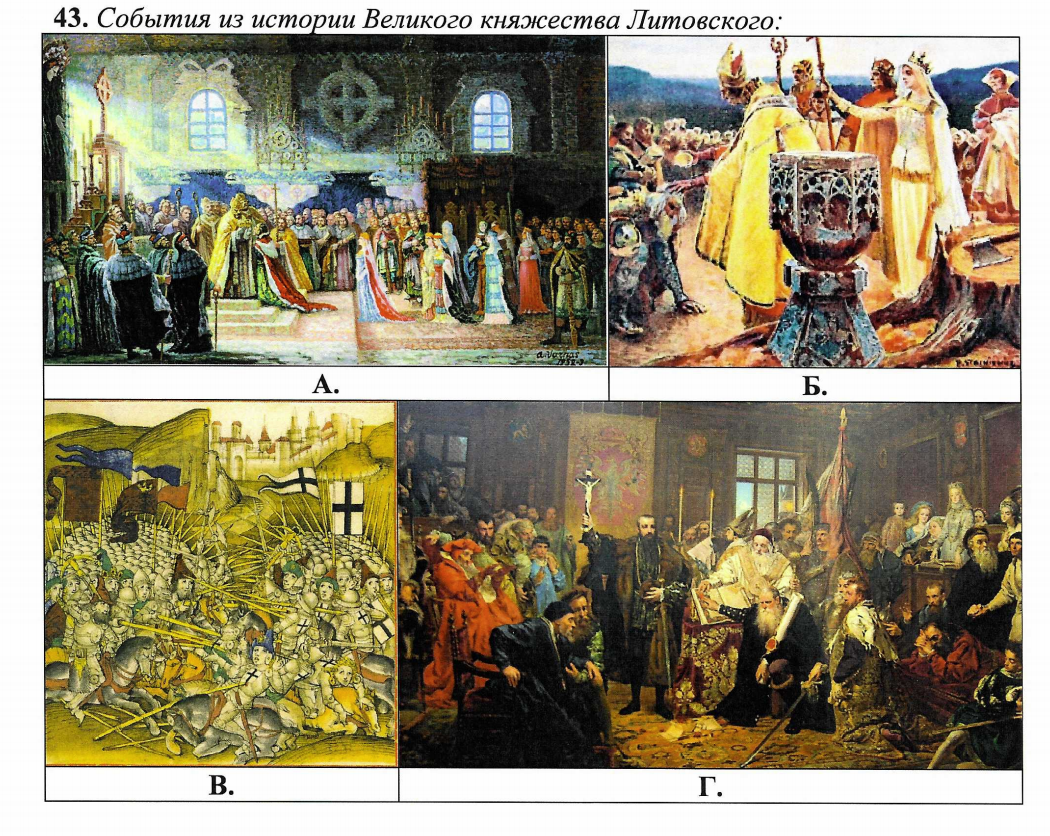 43. События из истории Великого княжества Литовского:
А.
Б.
В.
Г.